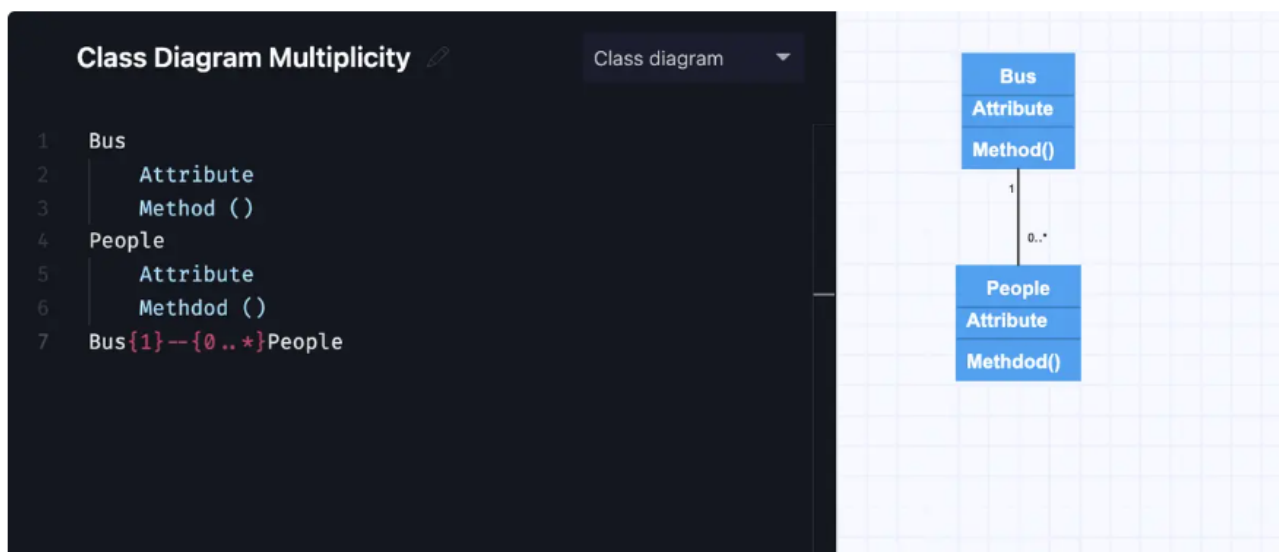 Class Diagram Multiplicity
Class diagram
1 Bus
2 Attribute
3 Method ()
4 People
5 Attribute
6 Methdod ()
7 Bus{1}--{0..*}People
Bus
Attribute
Method()
1
0..*
People
Attribute
Methdod()